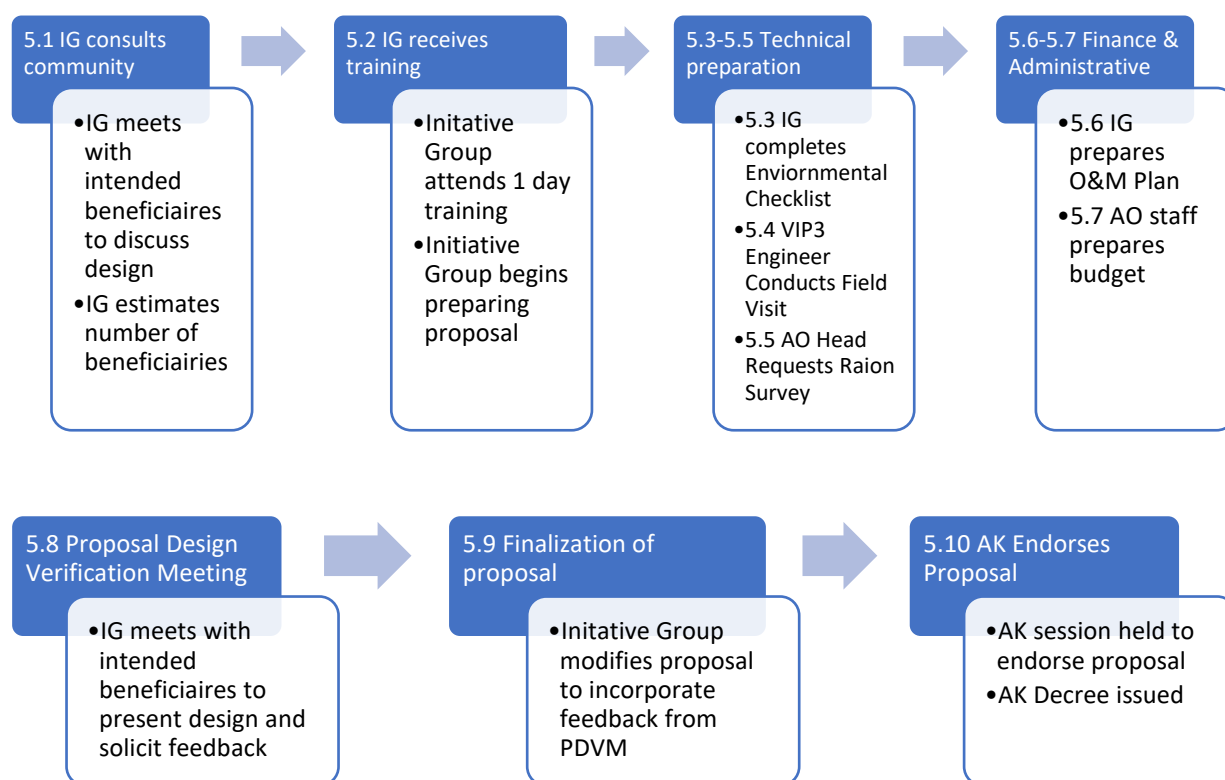 5.1 IG consults
community
•IG meets
with
intended
beneficiaires
to discuss
design
•IG estimates
number of
beneficiairies
5.2 IG receives
training
•Initative
Group
attends 1 day
training
•Initiative
Group begins
preparing
proposal
5.3-5.5 Technical
preparation
•5.3 IG
completes
Enviornmental
Checklist
•5.4 VIP3
Engineer
Conducts Field
Visit
•5.5 AO Head
Requests Raion
Survey
5.6-5.7 Finance &
Administrative
•5.6 IG
prepares
O&M Plan
•5.7 AO staff
prepares
budget
5.8 Proposal Design
Verification Meeting
•IG meets with
intended
beneficiaires to
present design and
solicit feedback
5.9 Finalization of
proposal
•Initative Group
modifies proposal
to incorporate
feedback from
PDVM
5.10 AK Endorses
Proposal
•AK session held to
endorse proposal
•AK Decree issued